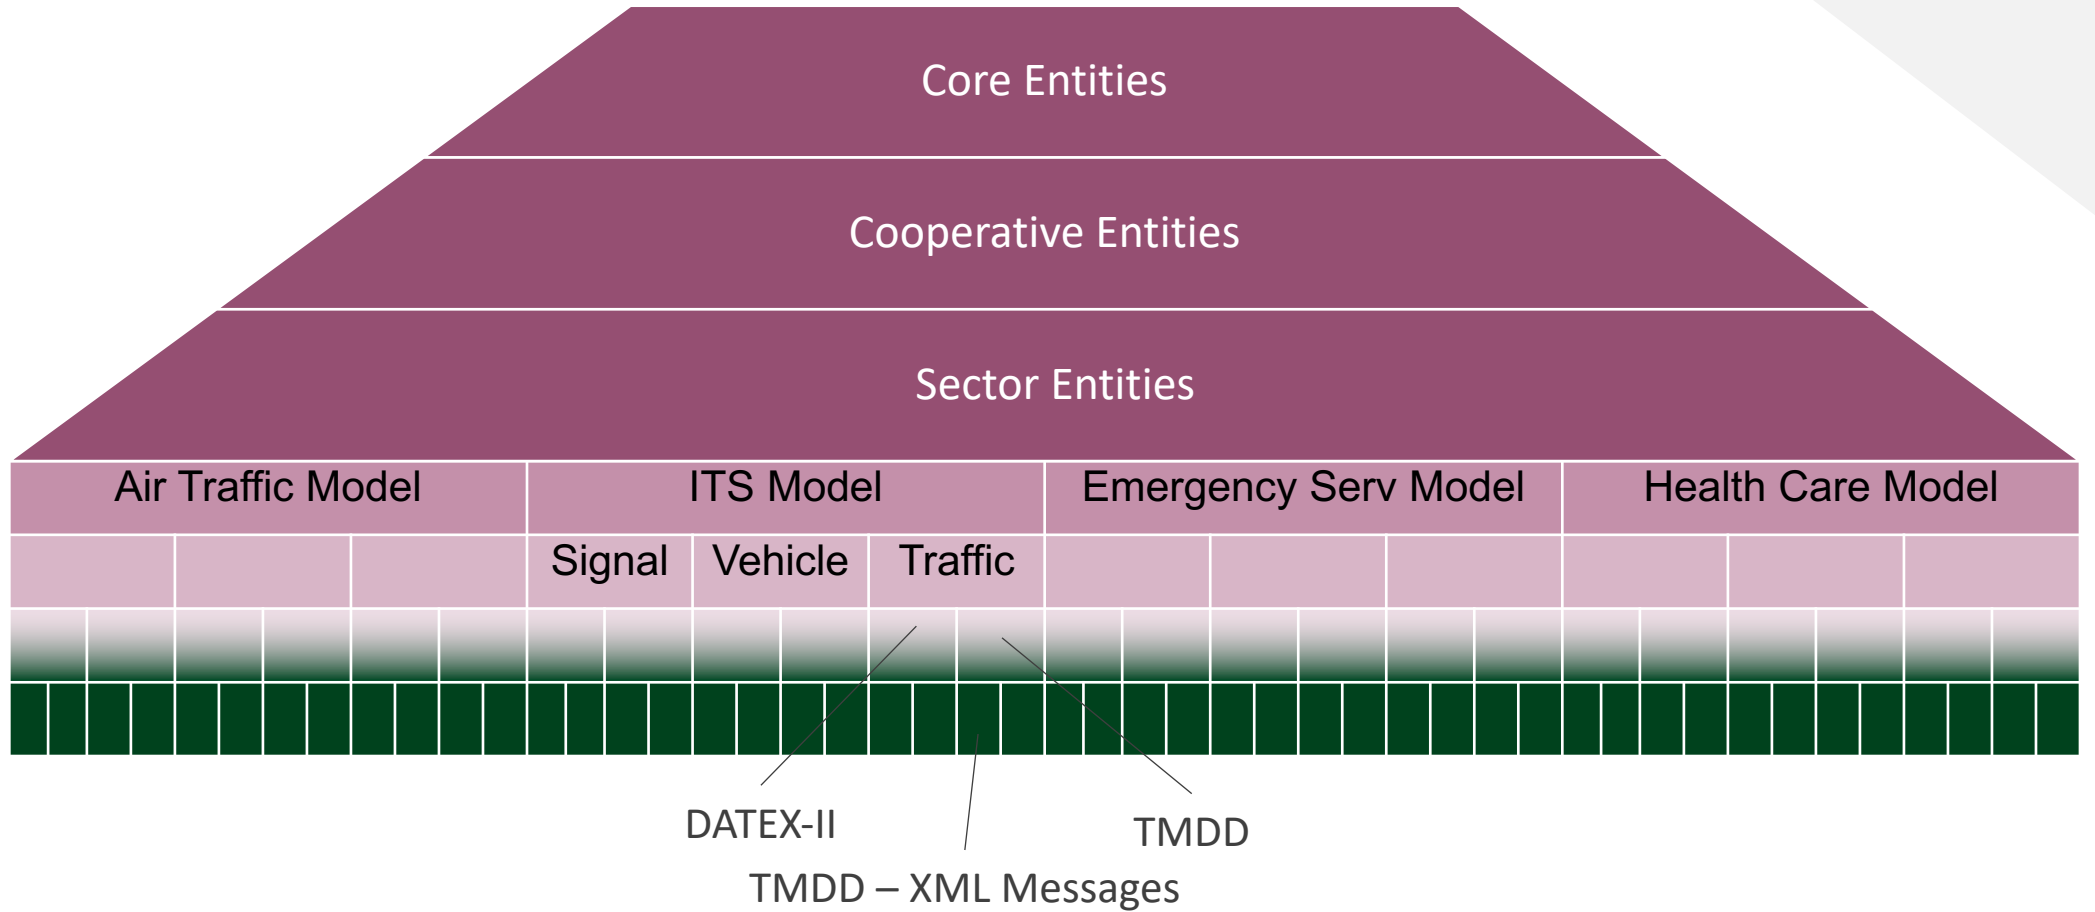 Core Entities
Cooperative Entities
Sector Entities
Air Traffic Model
ITS Model
Emergency Serv Model
Health Care Model
Signal
Vehicle
Traffic
DATEX-II
TMDD
TMDD – XML Messages